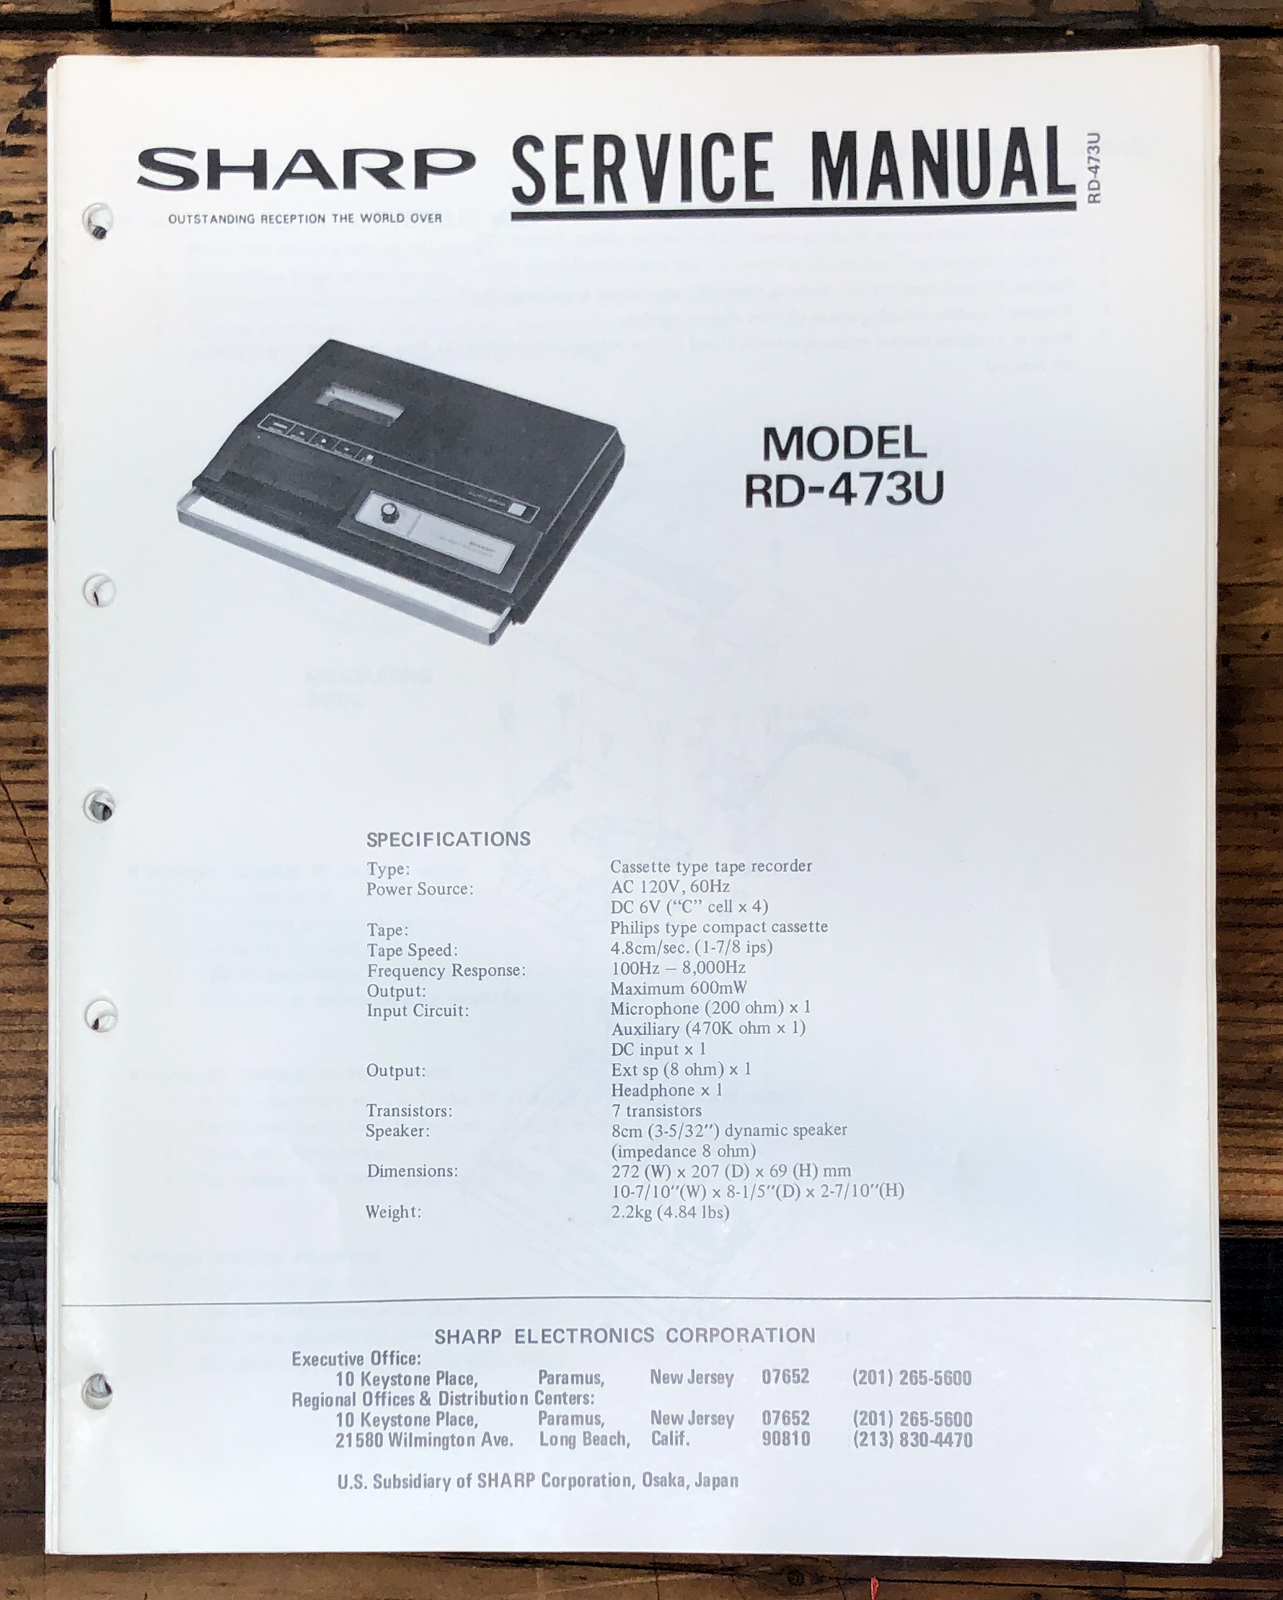 SHARP SERVICE MANUAL RD-473U
OUTSTANDING RECEPTION THE WORLD OVER
MODEL
RD-473U
SPECIFICATIONS
Type: Cassette type tape recorder
Power Source: AC 120V, 60Hz
DC 6V ("C" cell x 4)
Tape: Philips type compact cassette
Tape Speed: 4.8cm/sec. (1-7/8 ips)
Frequency Response: 100Hz – 8,000Hz
Output: Maximum 600mW
Input Circuit: Microphone (200 ohm) x 1
Auxiliary (470K ohm x 1)
DC input x 1
Output: Ext sp (8 ohm) x 1
Headphone x 1
Transistors: 7 transistors
Speaker: 8cm (3-5/32") dynamic speaker
(impedance 8 ohm)
Dimensions: 272 (W) x 207 (D) x 69 (H) mm
10-7/10"(W) x 8-1/5"(D) x 2-7/10"(H)
Weight: 2.2kg (4.84 lbs)
SHARP ELECTRONICS CORPORATION
Executive Office:
10 Keystone Place, Paramus, New Jersey 07652 (201) 265-5600
Regional Offices & Distribution Centers:
10 Keystone Place, Paramus, New Jersey 07652 (201) 265-5600
21580 Wilmington Ave. Long Beach, Calif. 90810 (213) 830-4470
U.S. Subsidiary of SHARP Corporation, Osaka, Japan